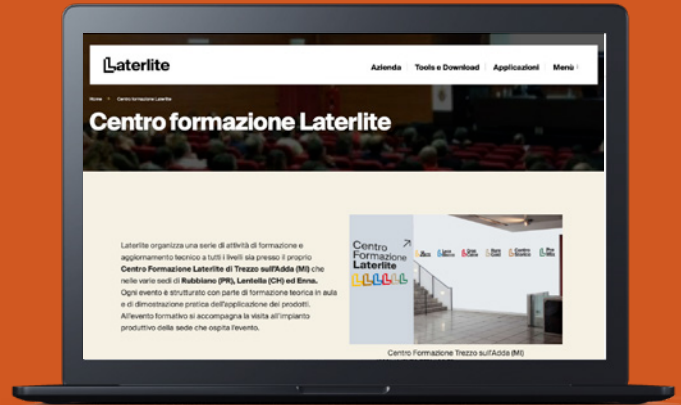 Laterlite
Azienda Tools e Download Applicazioni Menù
Home Centro formazione Laterlite
Centro formazione Laterlite
Laterlite organizza una serie di attività di formazione e
aggiornamento tecnico a tutti i livelli sia presso il proprio
Centro Formazione Laterlite di Trezzo sull'Adda (MI) che
nelle varie sedi di Rubbiano (PR), Lentella (CH) ed Enna.
Ogni evento è strutturato con parte di formazione teorica in aula
e di dimostrazione pratica dell'applicazione dei prodotti.
All'evento formativo si accompagna la visita all'impianto
produttivo della sede che ospita l'evento.
Centro
Formazione
Laterlite
Centro Formazione Trezzo sull'Adda (MI)